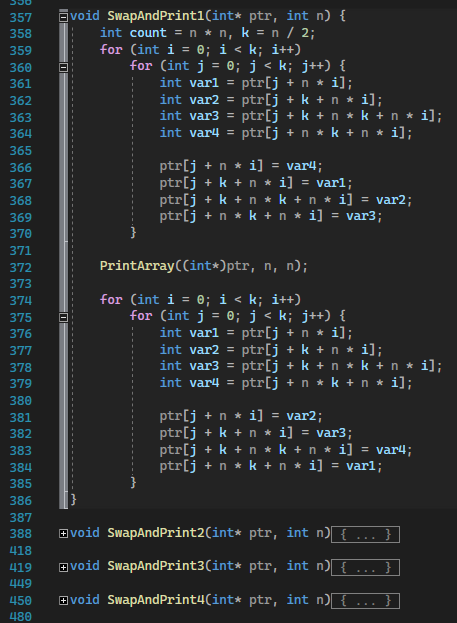 356
357 void SwapAndPrint1(int* ptr, int n) {
358 int count = n * n, k = n / 2;
359 for (int i = 0; i < k; i++)
360 for (int j = 0; j < k; j++) {
361 int var1 = ptr[j + n * i];
362 int var2 = ptr[j + k + n * i];
363 int var3 = ptr[j + k + n * k + n * i];
364 int var4 = ptr[j + n * k + n * i];
365
366 ptr[j + n * i] = var4;
367 ptr[j + k + n * i] = var1;
368 ptr[j + k + n * k + n * i] = var2;
369 ptr[j + n * k + n * i] = var3;
370 }
371
372 PrintArray((int*)ptr, n, n);
373
374 for (int i = 0; i < k; i++)
375 for (int j = 0; j < k; j++) {
376 int var1 = ptr[j + n * i];
377 int var2 = ptr[j + k + n * i];
378 int var3 = ptr[j + k + n * k + n * i];
379 int var4 = ptr[j + n * k + n * i];
380
381 ptr[j + n * i] = var2;
382 ptr[j + k + n * i] = var3;
383 ptr[j + k + n * k + n * i] = var4;
384 ptr[j + n * k + n * i] = var1;
385 }
386 }
387
388 void SwapAndPrint2(int* ptr, int n) { ... }
418
419 void SwapAndPrint3(int* ptr, int n) { ... }
449
450 void SwapAndPrint4(int* ptr, int n) { ... }
480